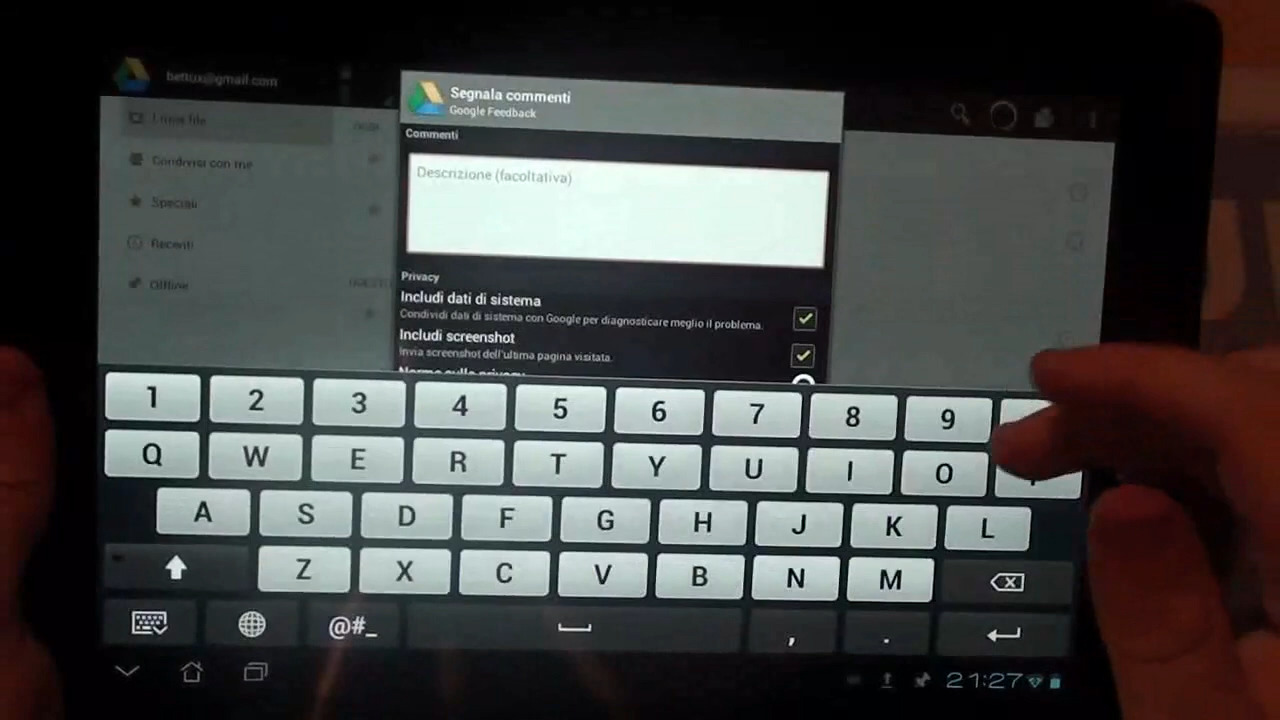 bettux@gmail.com
Segnala commenti
Google Feedback
I miei file
Commenti
Condivisi con me
Descrizione (facoltativa)
Speciali
Recenti
Offline
Privacy
Includi dati di sistema
Condividi dati di sistema con Google per diagnosticare meglio il problema.
Includi screenshot
Invia screenshot dell'ultima pagina visitata.
Norme sulla privacy
1 2 3 4 5 6 7 8 9
Q W E R T Y U I O
A S D F G H J K L
Z X C V B N M
@#_ , .
21:27